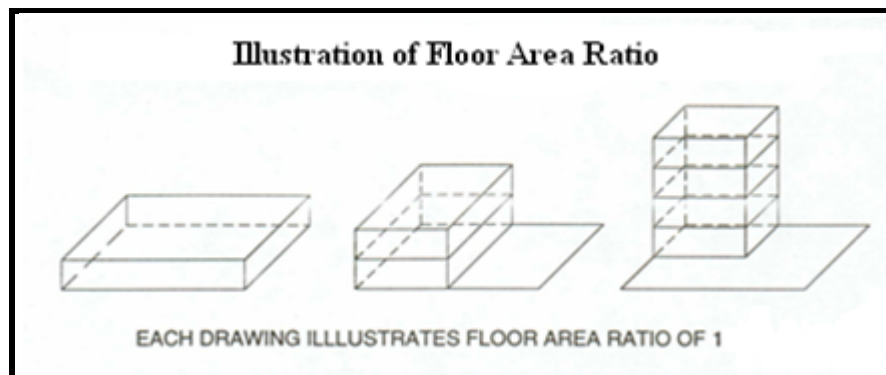 Illustration of Floor Area Ratio
EACH DRAWING ILLLUSTRATES FLOOR AREA RATIO OF 1